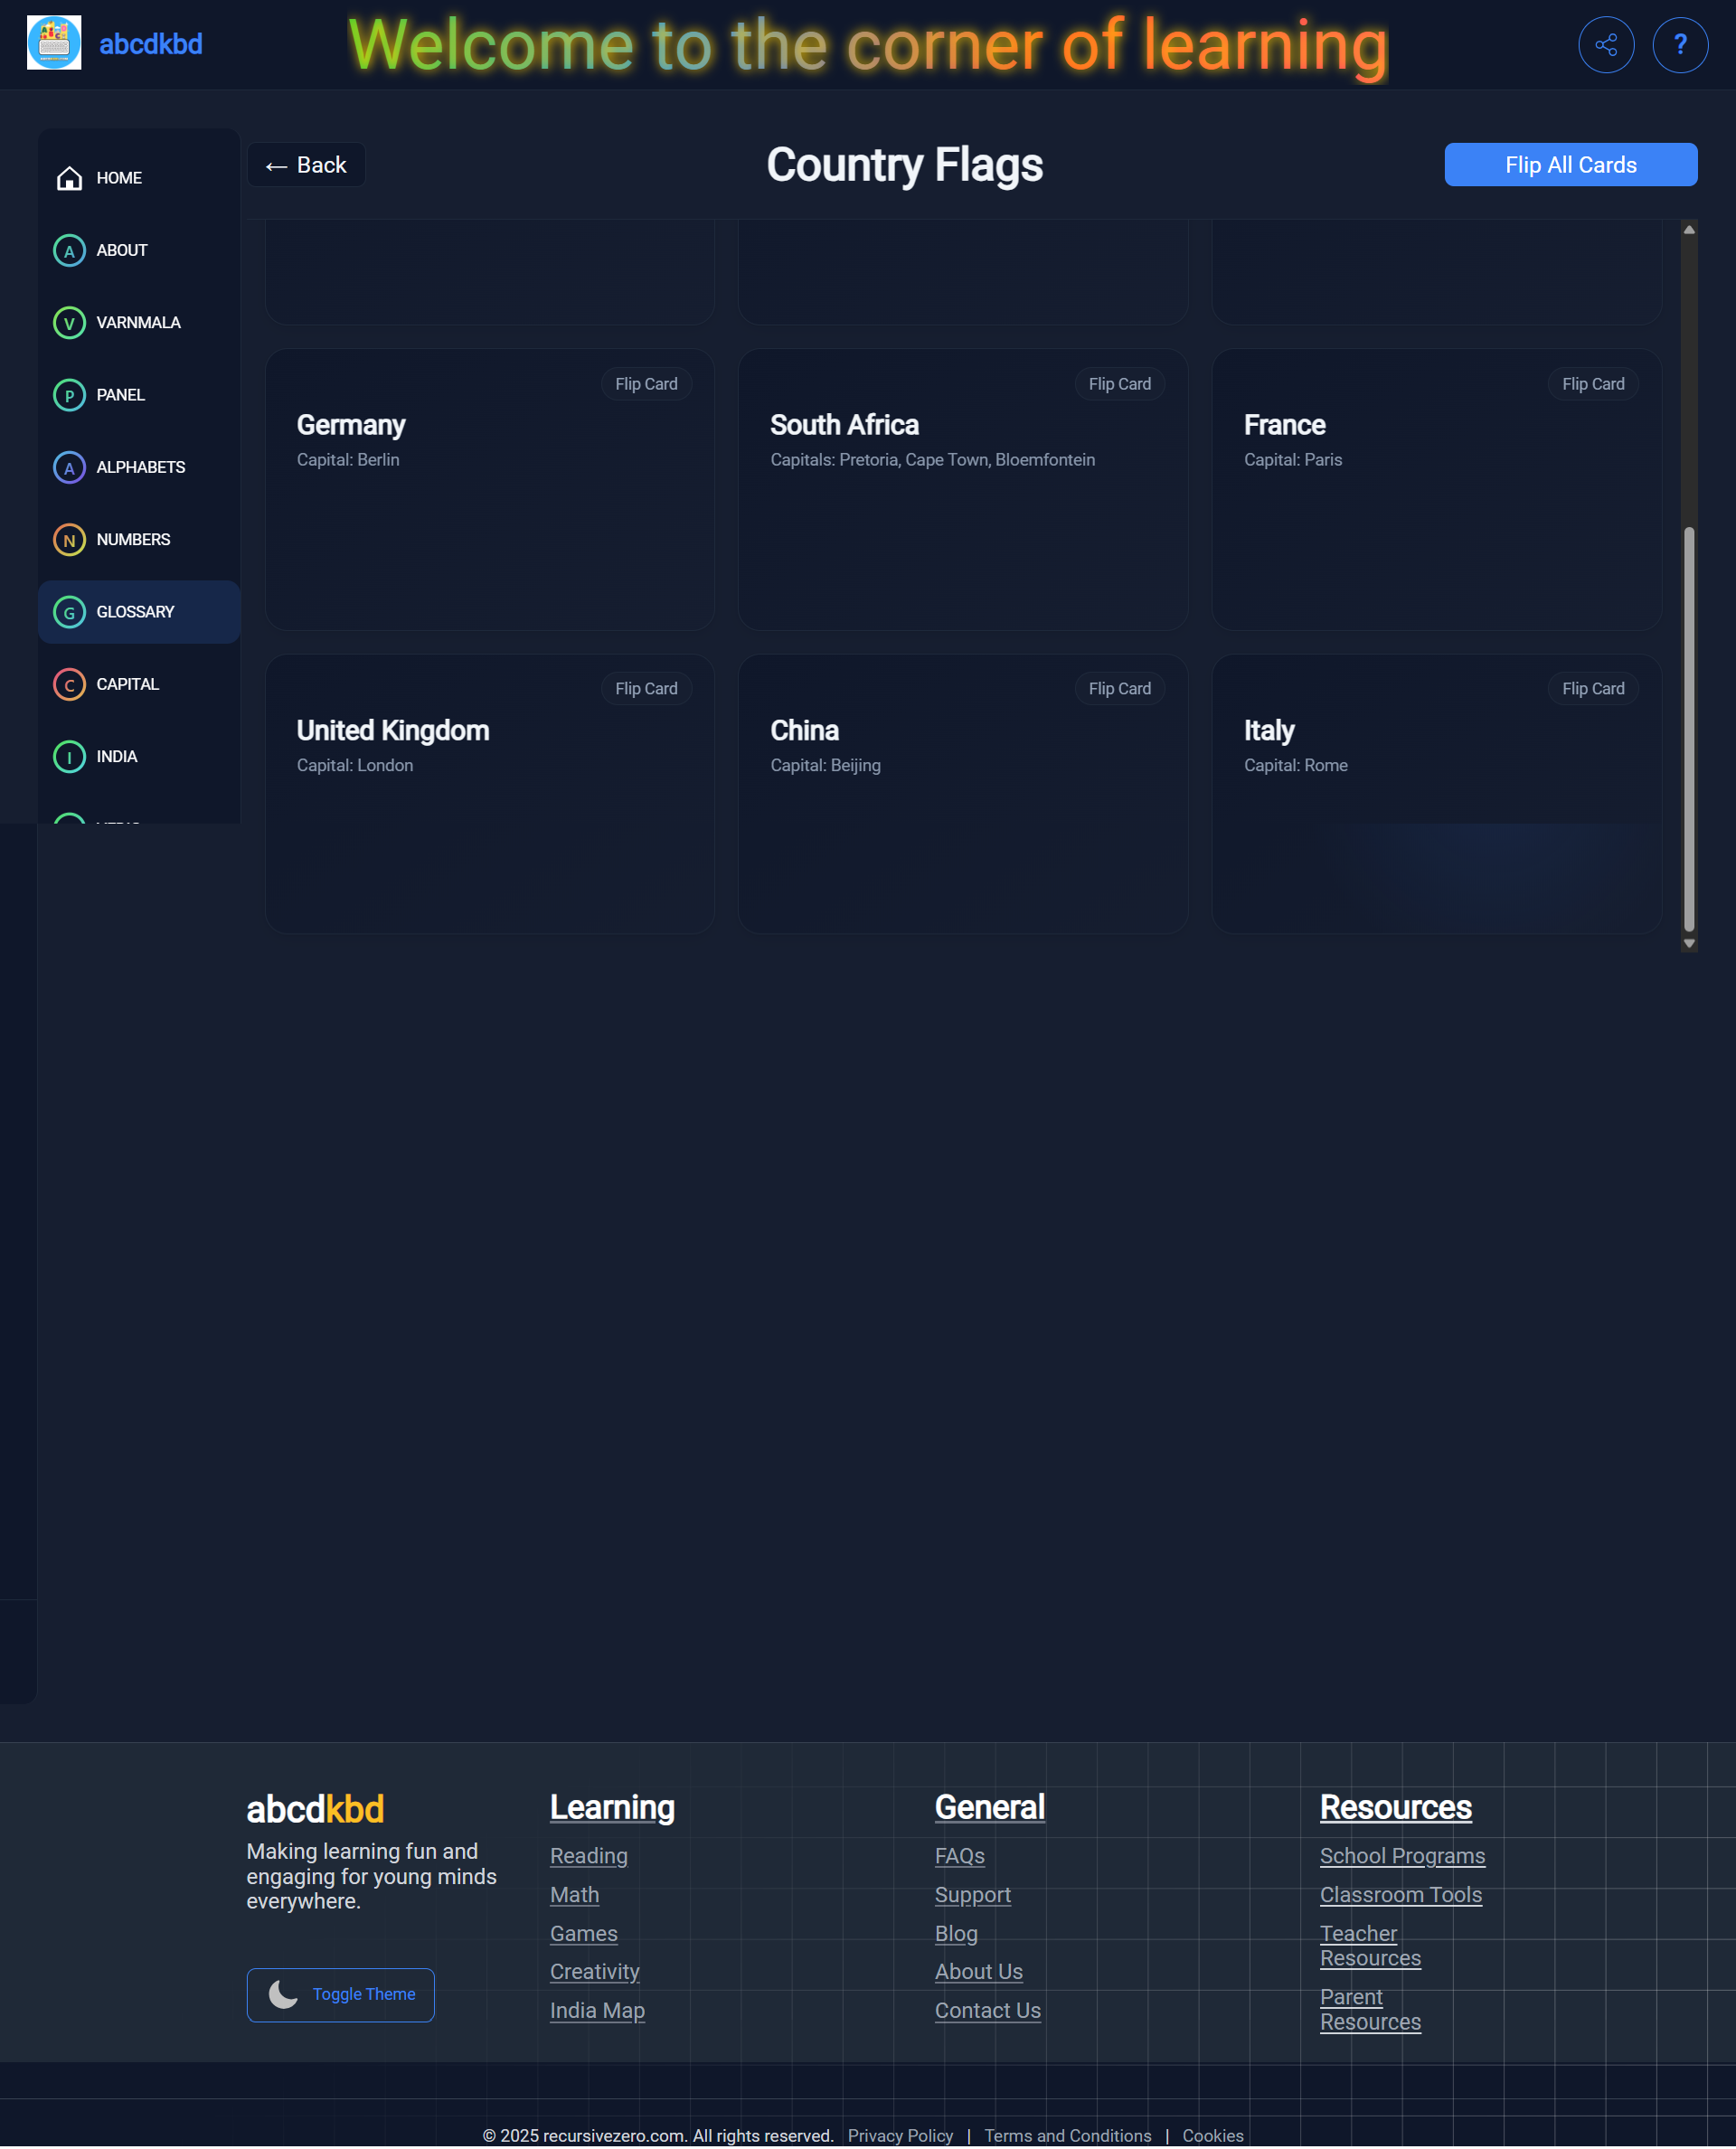 abcdkbd
Welcome to the corner of learning
?
HOME
← Back
Country Flags
Flip All Cards
A ABOUT
V VARNMALA
P PANEL
A ALPHABETS
N NUMBERS
G GLOSSARY
C CAPITAL
I INDIA
Flip Card
Germany
Capital: Berlin
Flip Card
South Africa
Capitals: Pretoria, Cape Town, Bloemfontein
Flip Card
France
Capital: Paris
Flip Card
United Kingdom
Capital: London
Flip Card
China
Capital: Beijing
Flip Card
Italy
Capital: Rome
abcdkbd
Making learning fun and
engaging for young minds
everywhere.
Toggle Theme
Learning
Reading
Math
Games
Creativity
India Map
General
FAQs
Support
Blog
About Us
Contact Us
Resources
School Programs
Classroom Tools
Teacher
Resources
Parent
Resources
© 2025 recursivezero.com. All rights reserved. Privacy Policy | Terms and Conditions | Cookies